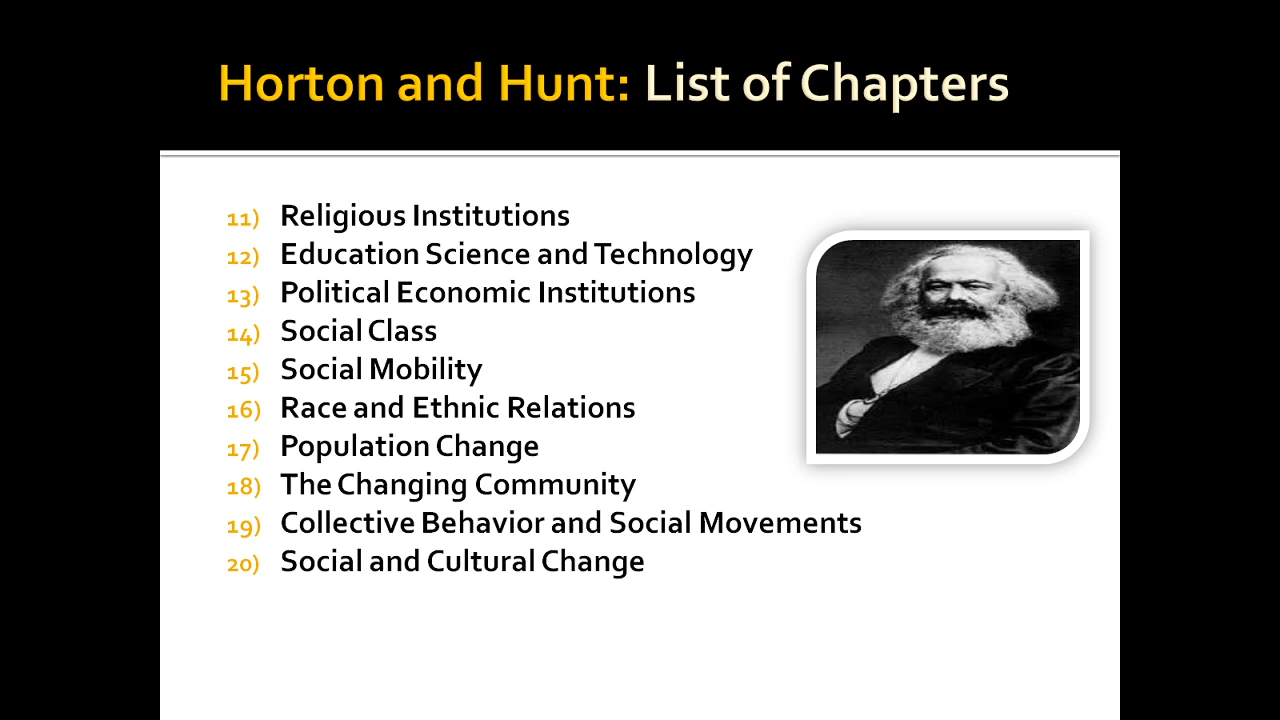 Horton and Hunt: List of Chapters
11) Religious Institutions
12) Education Science and Technology
13) Political Economic Institutions
14) Social Class
15) Social Mobility
16) Race and Ethnic Relations
17) Population Change
18) The Changing Community
19) Collective Behavior and Social Movements
20) Social and Cultural Change